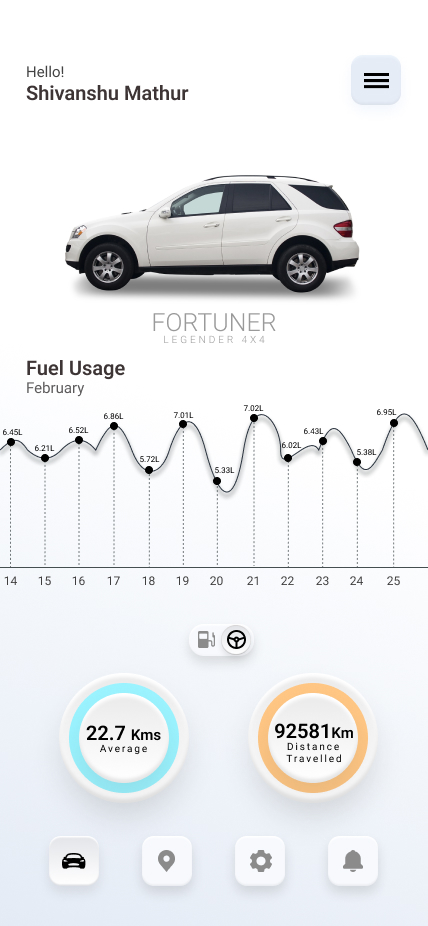 Hello!
Shivanshu Mathur
FORTUNER
LEGENDER 4X4
Fuel Usage
February
6.45L 6.21L 6.52L 6.86L 5.72L 7.01L 5.33L 7.02L 6.02L 6.43L 5.38L 6.95L
14 15 16 17 18 19 20 21 22 23 24 25
22.7 Kms
Average
92581Km
Distance
Travelled